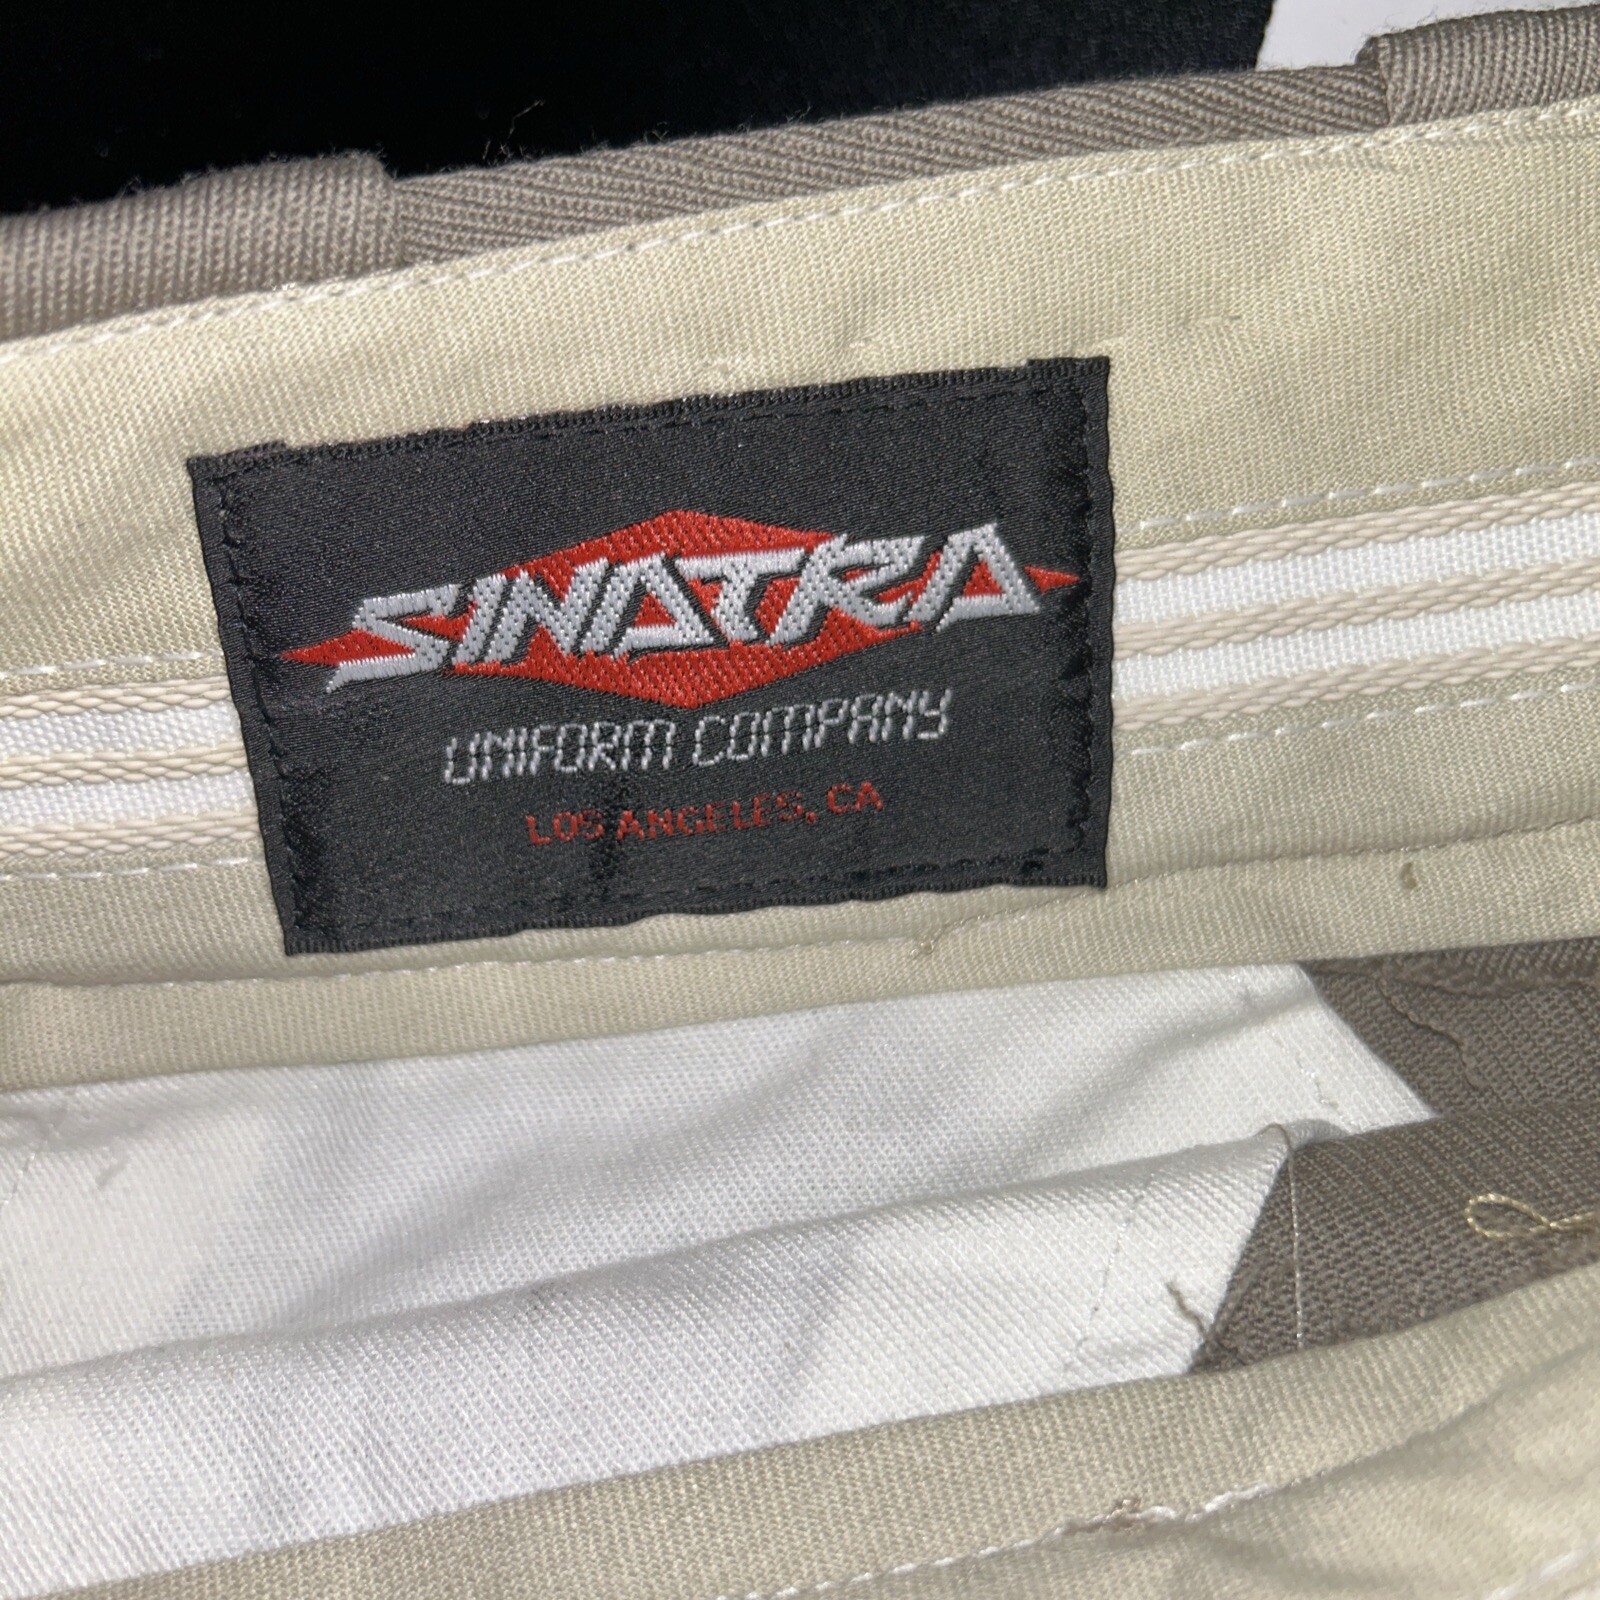 SINATRA
UNIFORM COMPANY
LOS ANGELES, CA